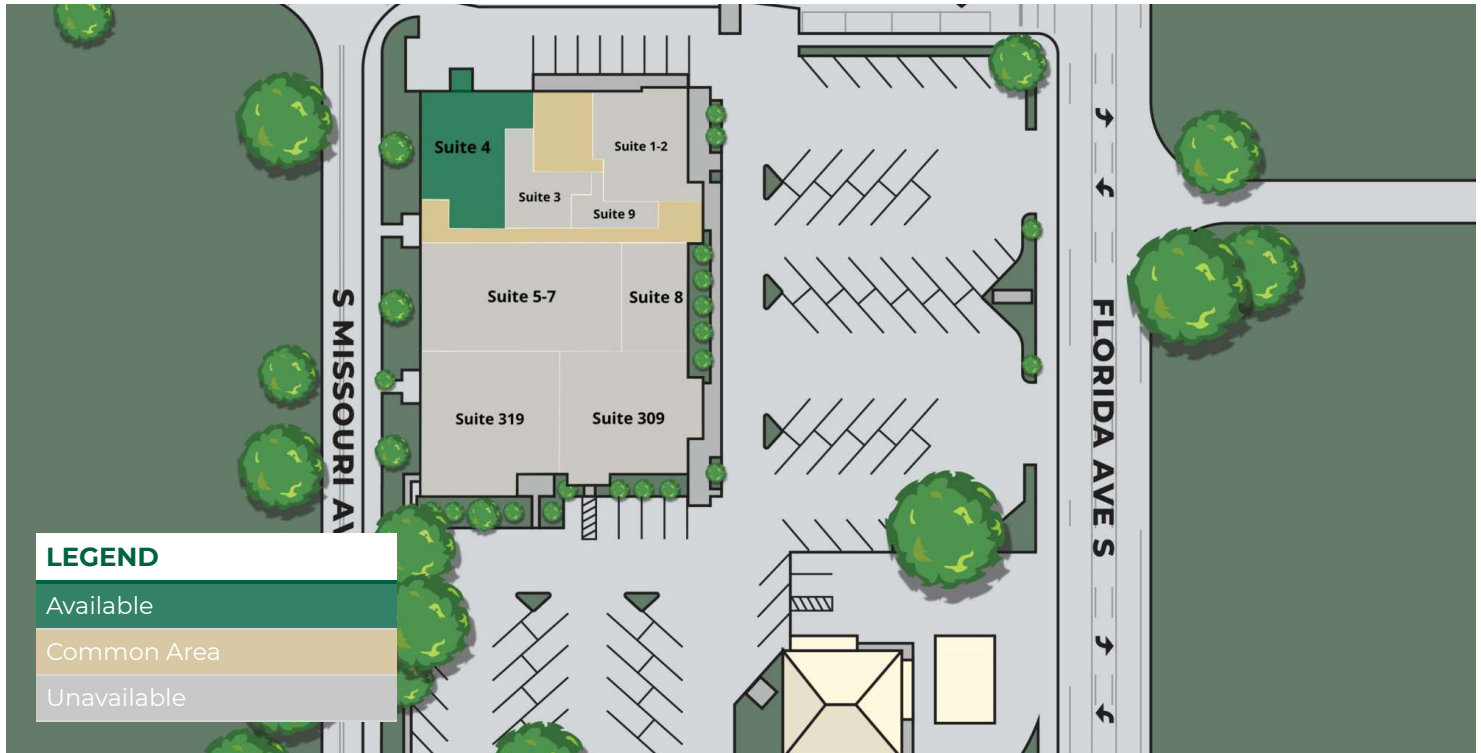 Suite 4
Suite 1-2
Suite 3
Suite 9
Suite 5-7
Suite 8
Suite 319
Suite 309
S MISSOURI
FLORIDA AVE S
LEGEND
Available
Common Area
Unavailable